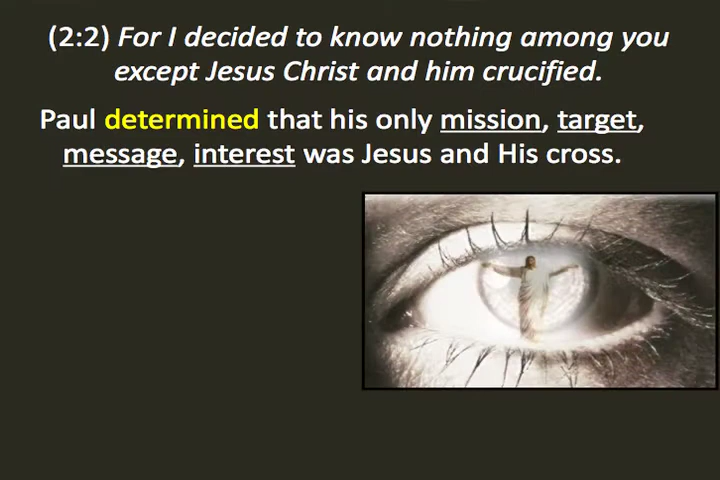 (2:2) For I decided to know nothing among you
except Jesus Christ and him crucified.
Paul determined that his only mission, target,
message, interest was Jesus and His cross.